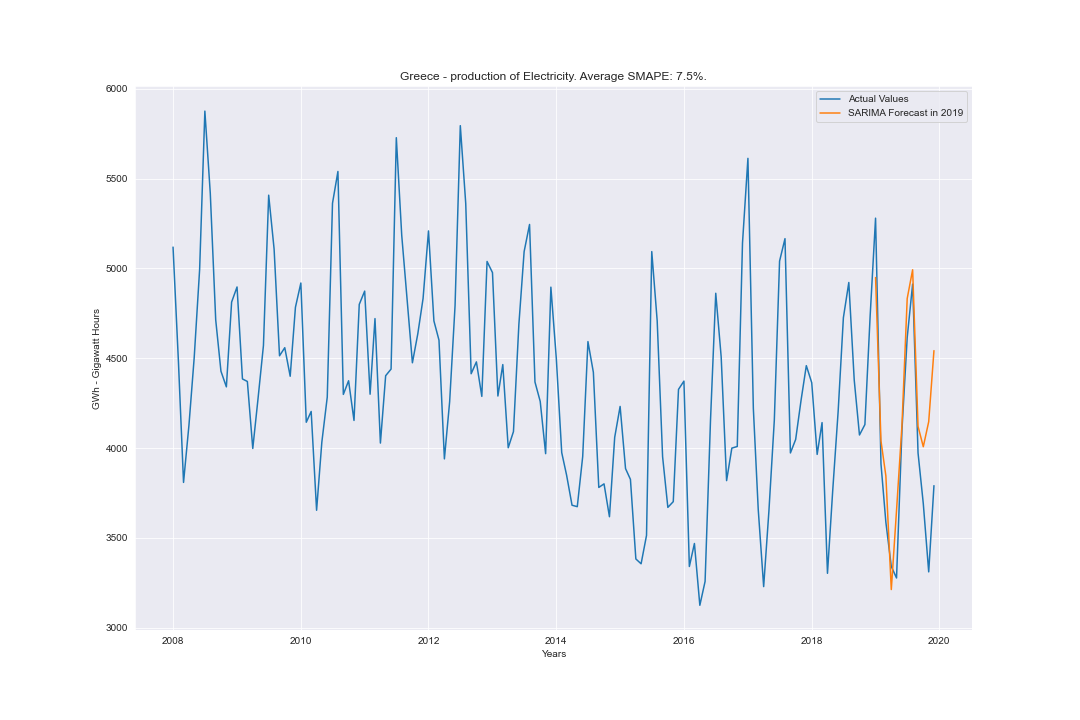 Greece - production of Electricity. Average SMAPE: 7.5%.
Actual Values
SARIMA Forecast in 2019
6000
5500
5000
4500
4000
3500
3000
GWh - Gigawatt Hours
2008 2010 2012 2014 2016 2018 2020
Years